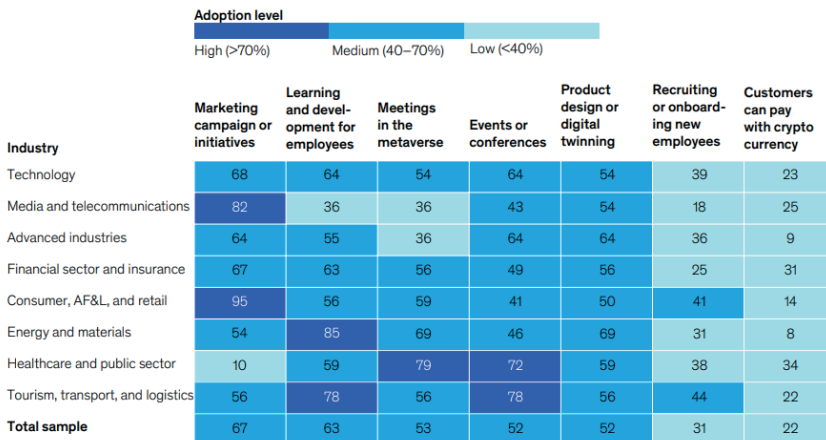 Adoption level
High (>70%) Medium (40–70%) Low (<40%)
Industry
Marketing
campaign or
initiatives
Learning
and devel-
opment for
employees
Meetings
in the
metaverse
Events or
conferences
Product
design or
digital
twinning
Recruiting
or onboard-
ing new
employees
Customers
can pay
with crypto
currency
Technology 68 64 54 64 54 39 23
Media and telecommunications 82 36 36 43 54 18 25
Advanced industries 64 55 36 64 64 36 9
Financial sector and insurance 67 63 56 49 56 25 31
Consumer, AF&L, and retail 95 56 59 41 50 41 14
Energy and materials 54 85 69 46 69 31 8
Healthcare and public sector 10 59 79 72 59 38 34
Tourism, transport, and logistics 56 78 56 78 56 44 22
Total sample 67 63 53 52 52 31 22